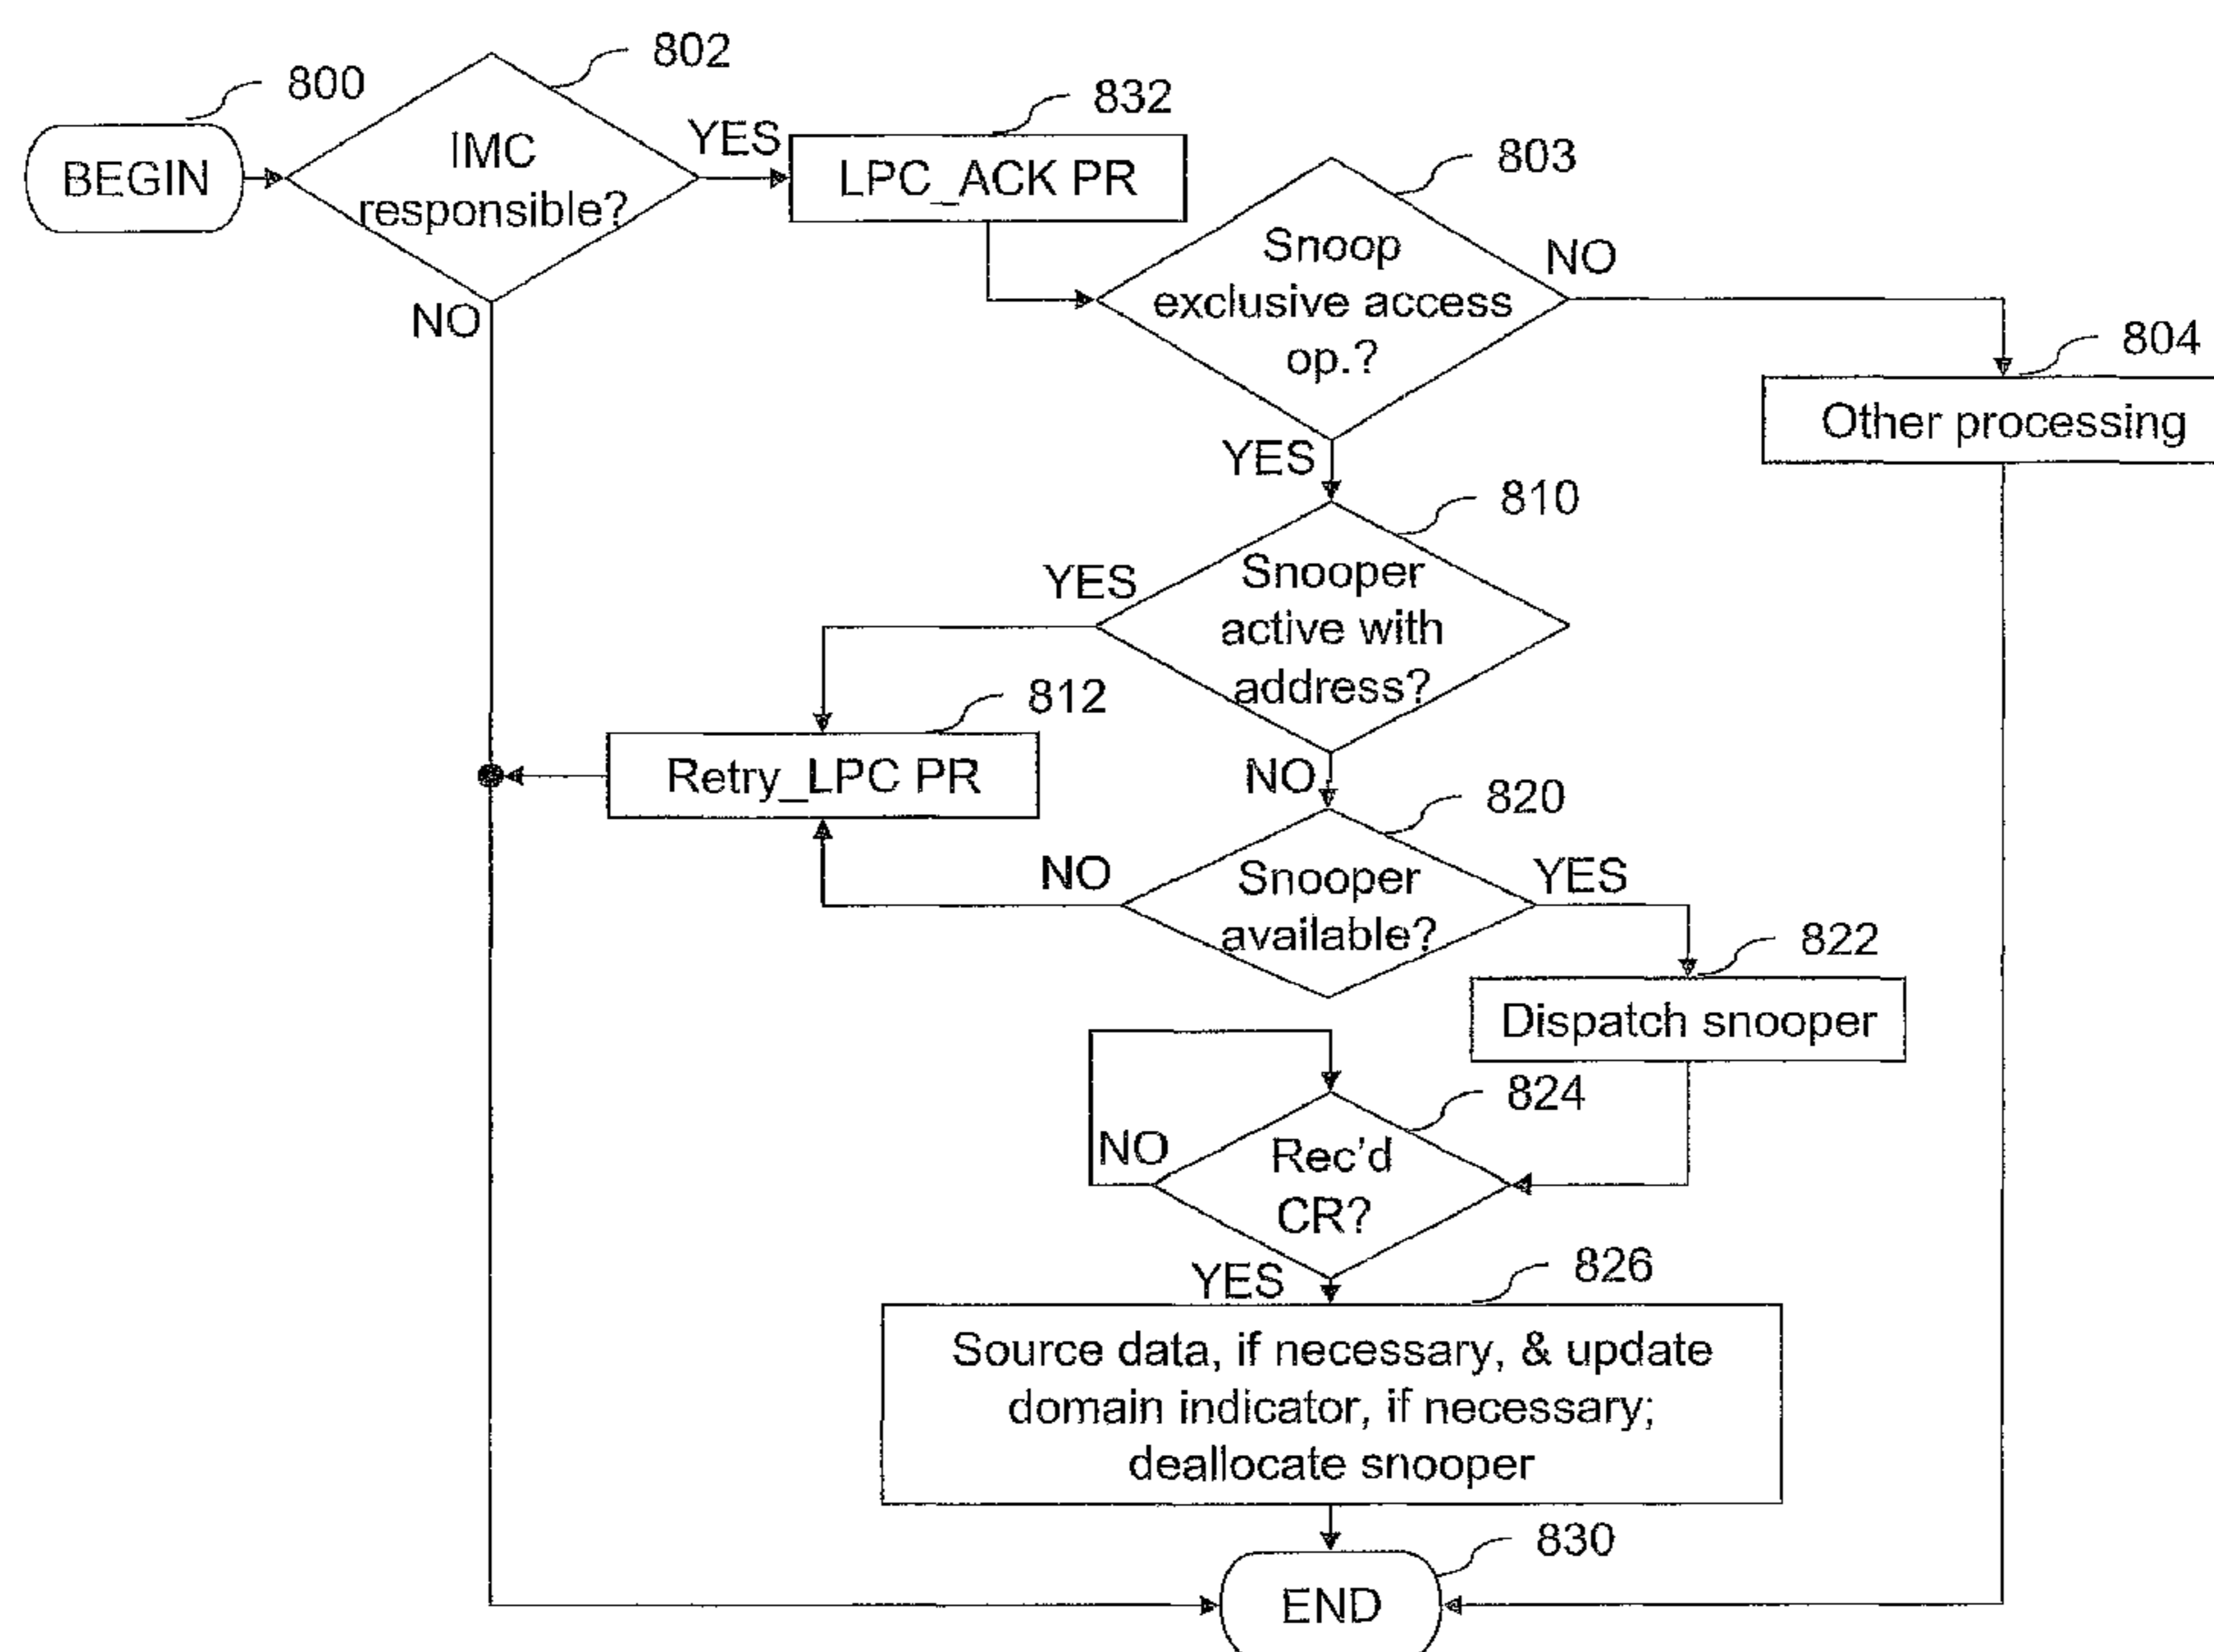 800
BEGIN
802
IMC
responsible?
YES
NO
832
LPC_ACK PR
803
Snoop
exclusive access
op.?
NO
804
Other processing
YES
810
Snooper
active with
address?
YES
812
Retry_LPC PR
NO
820
Snooper
available?
NO
YES
822
Dispatch snooper
824
Rec'd
CR?
NO
YES
826
Source data, if necessary, & update
domain indicator, if necessary;
deallocate snooper
830
END